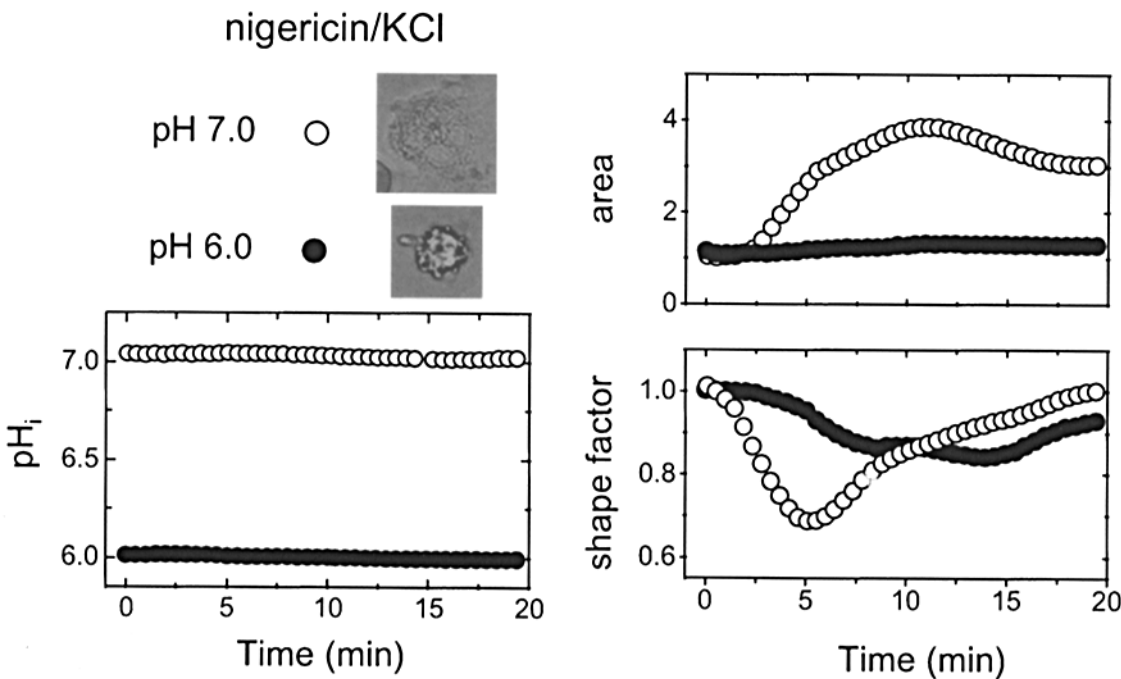 nigericin/KCl
pH 7.0
pH 6.0
7.0
6.5
6.0
pHi
0 5 10 15 20
Time (min)
4
2
0
area
1.0
0.8
0.6
shape factor
0 5 10 15 20
Time (min)